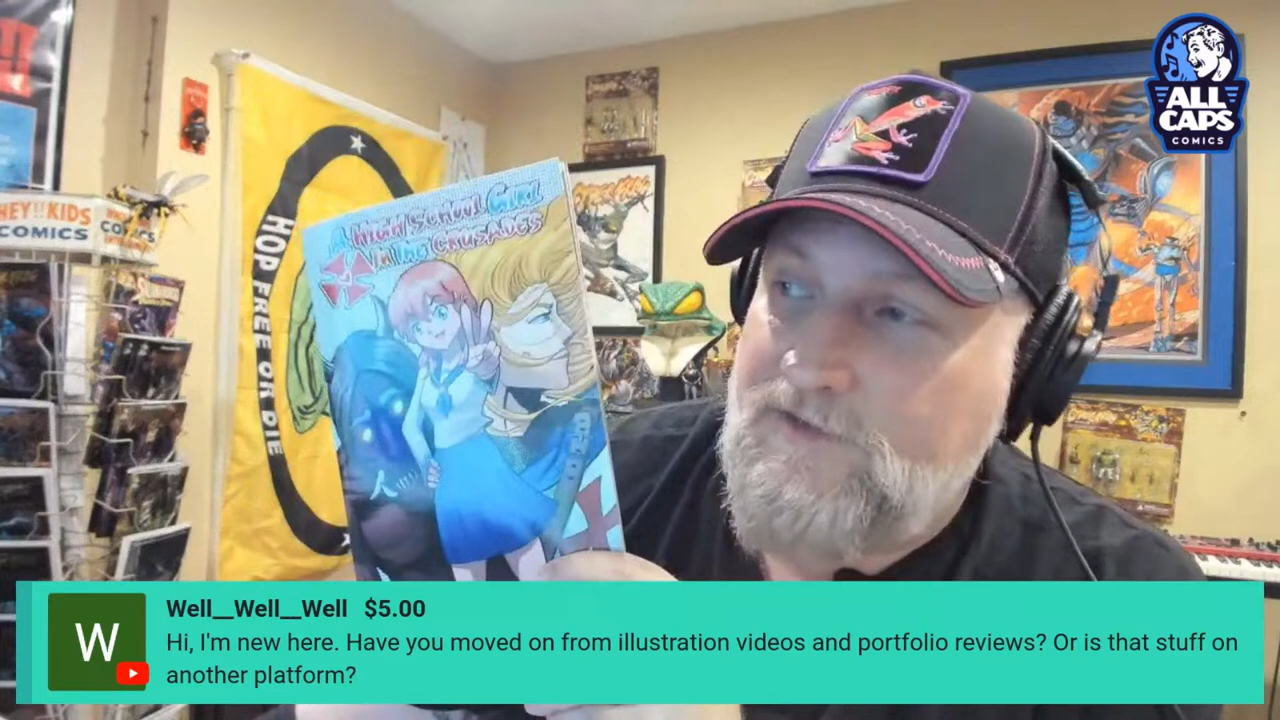 ALL
CAPS
COMICS
HEY!! KIDS
COMICS
COMICS
HOP FREE OR DIE
A HIGH SCHOOL GIRL
IN THE CRUSADES
Well__Well__Well $5.00
W
Hi, I'm new here. Have you moved on from illustration videos and portfolio reviews? Or is that stuff on
another platform?